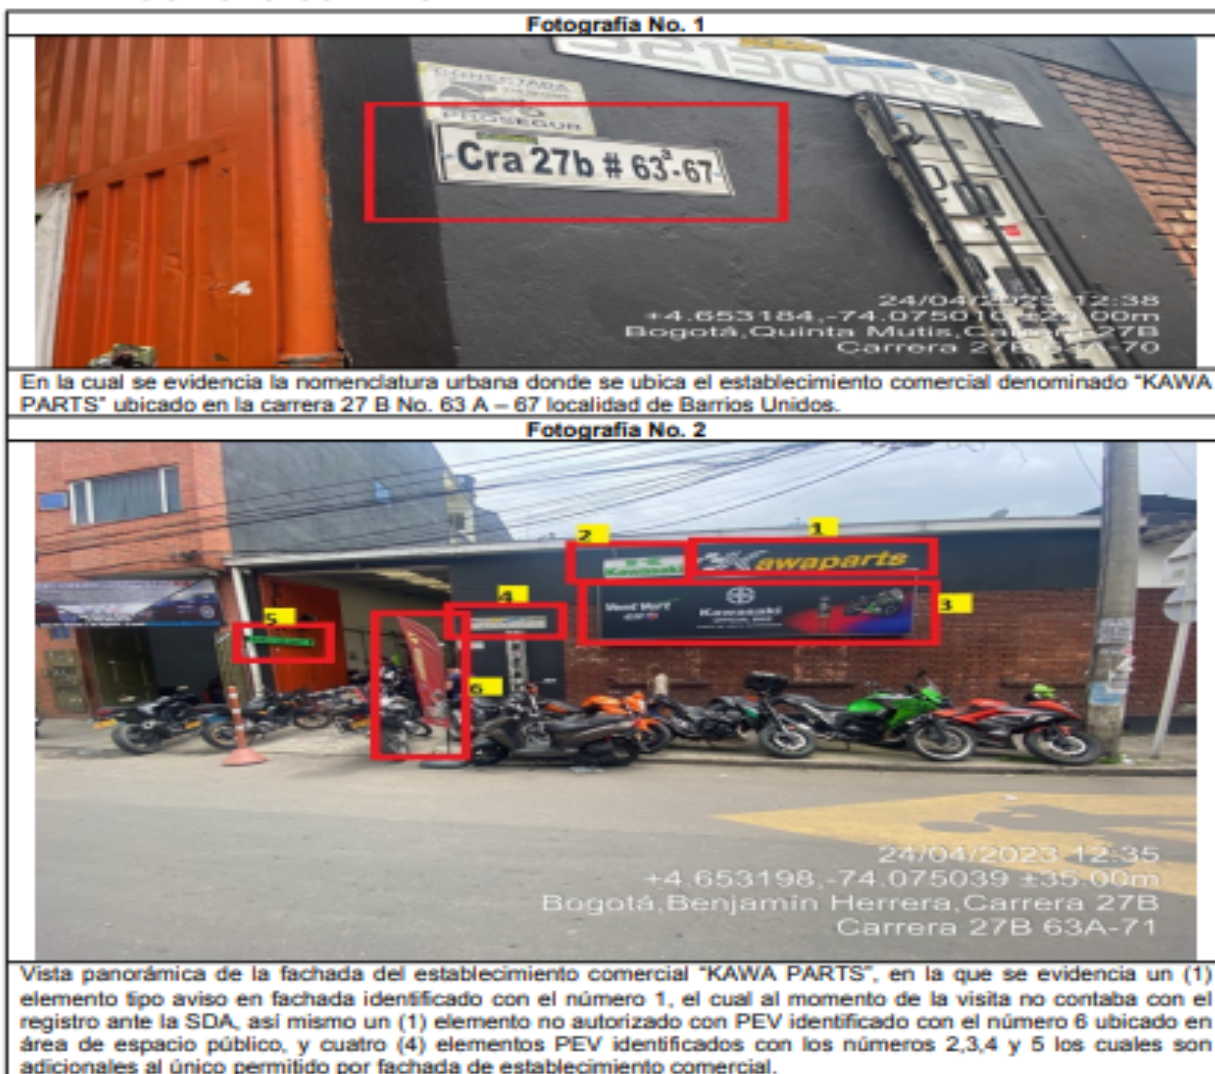 Fotografía No. 1
CONECTADA
PROSEGUR
Cra 27b # 63ª-67
24/04/2023 12:38
+4.653184,-74.075010
Bogotá,Quinta Mutis,Carrera 27B
Carrera 27B 63A-70
En la cual se evidencia la nomenclatura urbana donde se ubica el establecimiento comercial denominado “KAWA
PARTS” ubicado en la carrera 27 B No. 63 A – 67 localidad de Barrios Unidos.
Fotografía No. 2
1
2
Kawasaki
Kawaparts
3
Kawasaki
4
5
6
24/04/2023 12:35
+4.653198,-74.075039 ±35.00m
Bogotá,Benjamín Herrera,Carrera 27B
Carrera 27B 63A-71
Vista panorámica de la fachada del establecimiento comercial “KAWA PARTS”, en la que se evidencia un (1)
elemento tipo aviso en fachada identificado con el número 1, el cual al momento de la visita no contaba con el
registro ante la SDA, así mismo un (1) elemento no autorizado con PEV identificado con el número 6 ubicado en
área de espacio público, y cuatro (4) elementos PEV identificados con los números 2,3,4 y 5 los cuales son
adicionales al único permitido por fachada de establecimiento comercial.